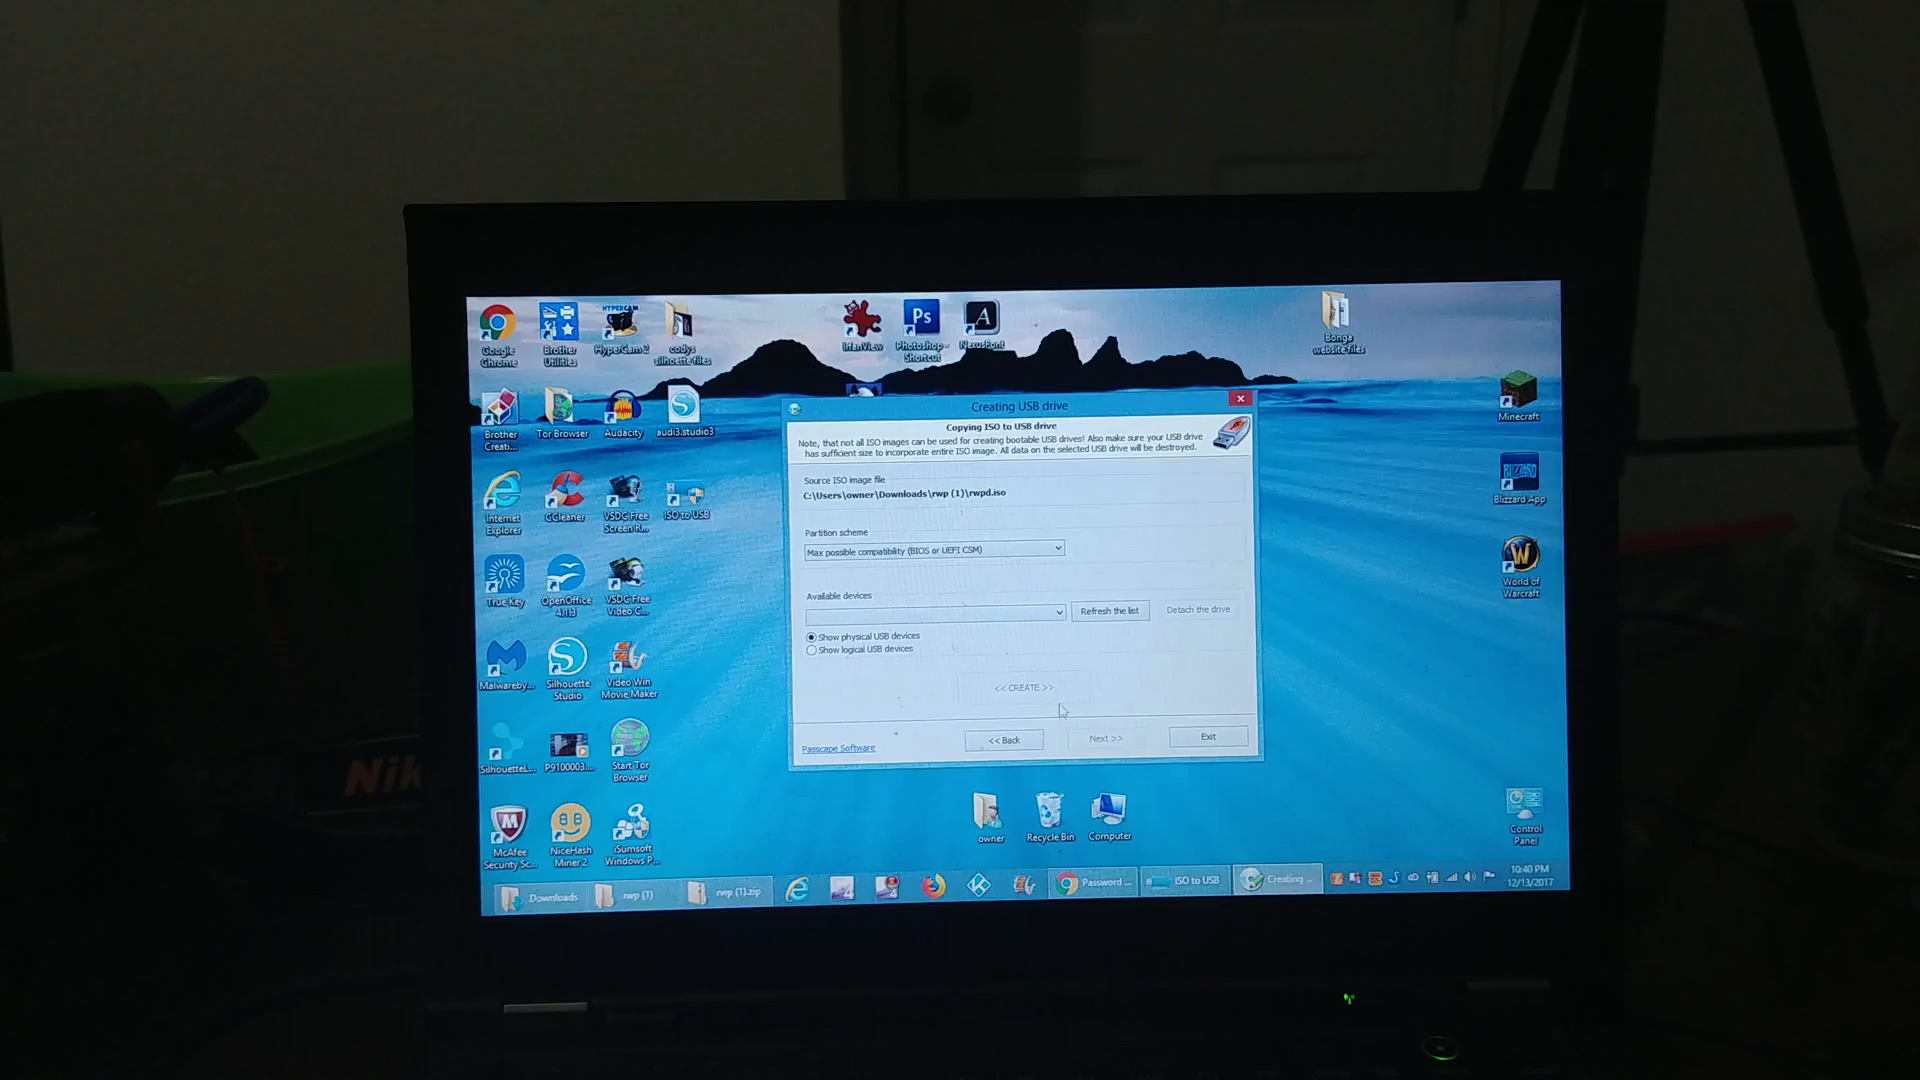 Google
Chrome
Brother
Utilities
HYPERCAM
HyperCam 2
codys
silhoette files
IrfanView
Ps
Photoshop -
Shortcut
A
NexusFont
Bonga
website files
Brother
Creati...
Tor Browser
Audacity
audi3.studio3
Minecraft
Internet
Explorer
CCleaner
VSDC Free
Screen R...
ISO to USB
BLIZZARD
Blizzard App
True Key
OpenOffice
4.1.3
VSDC Free
Video C...
W
World of
Warcraft
Malwareby...
Silhouette
Studio
Video Win
Movie Maker
SilhouetteL...
P9100003....
Start Tor
Browser
McAfee
Security Sc...
NiceHash
Miner 2
iSumsoft
Windows P...
Creating USB drive
Copying ISO to USB drive
Note, that not all ISO images can be used for creating bootable USB drives! Also make sure your USB drive
has sufficient size to incorporate entire ISO image. All data on the selected USB drive will be destroyed.
Source ISO image file
C:\Users\owner\Downloads\rwp (1)\rwpd.iso
Partition scheme
Max possible compatibility (BIOS or UEFI CSM)
Available devices
Refresh the list
Detach the drive
Show physical USB devices
Show logical USB devices
<< CREATE >>
Passcape Software
<< Back
Next >>
Exit
owner
Recycle Bin
Computer
Control
Panel
Downloads
rwp (1)
rwp (1).zip
Password ...
ISO to USB
Creating ...
10:40 PM
12/13/2017
Nik